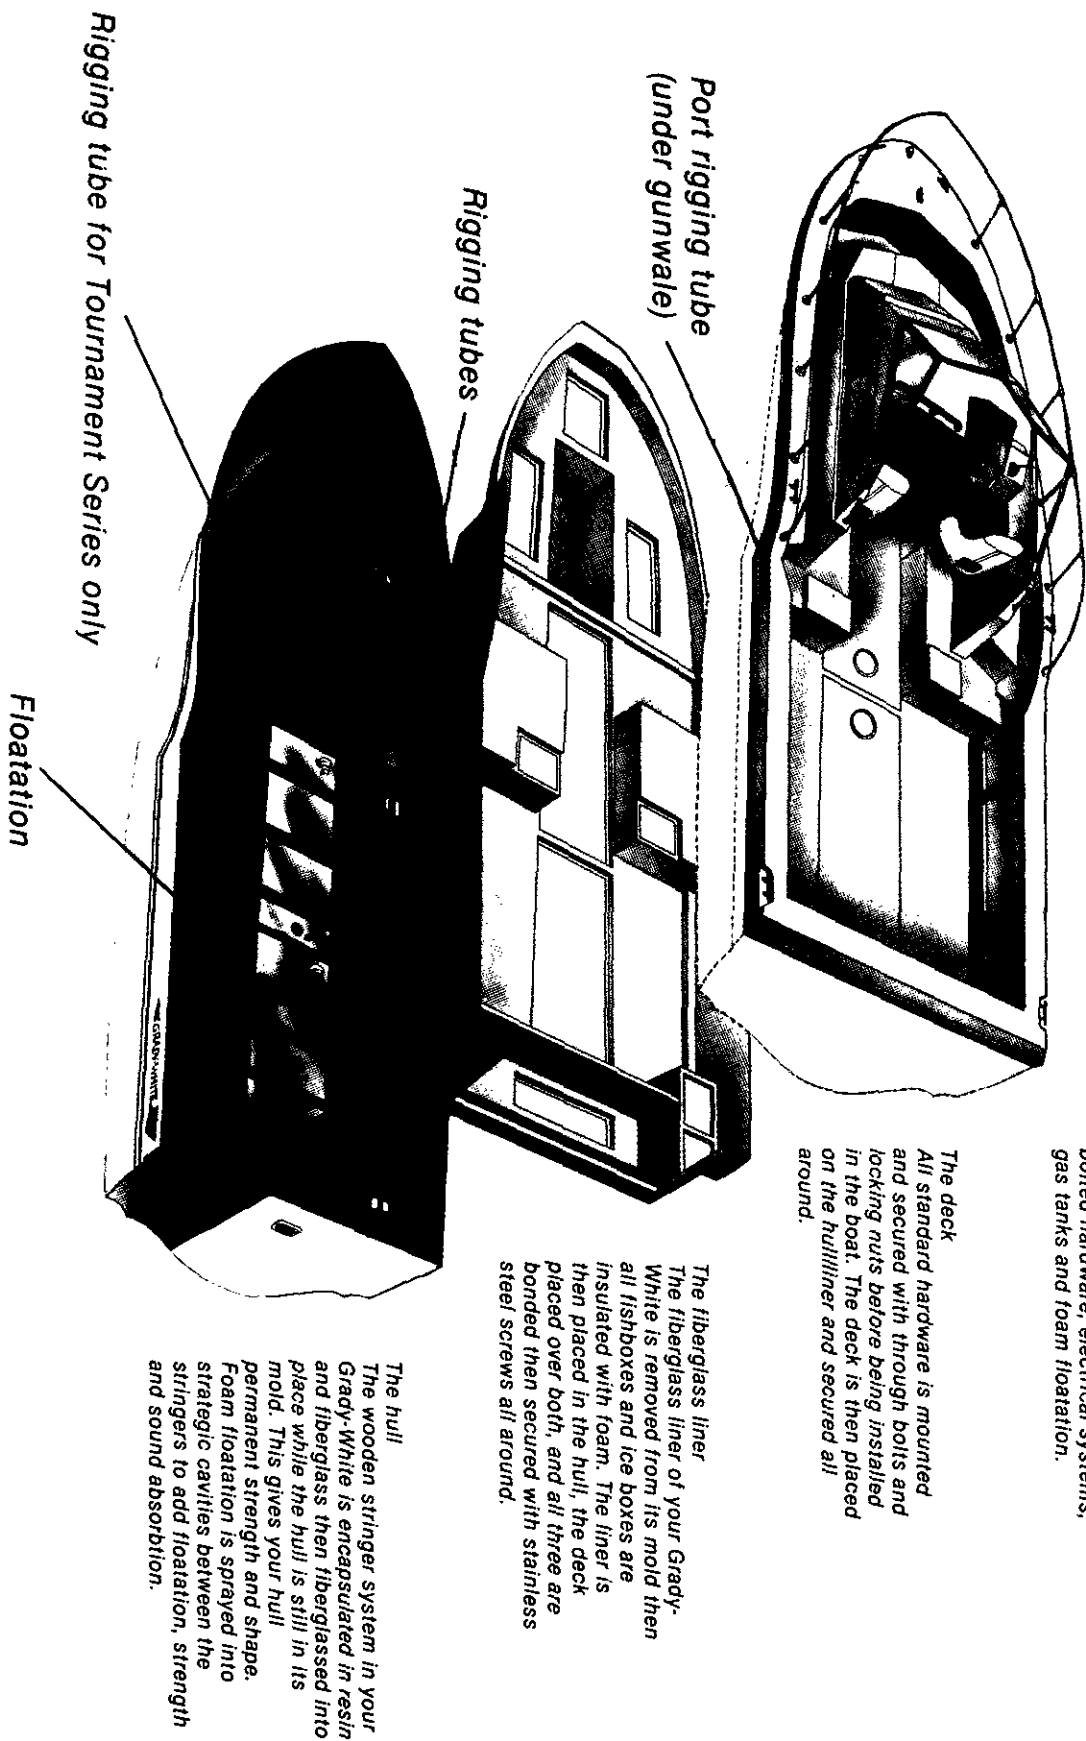 bolted hardware, electrical systems,
gas tanks and foam floatation.
The deck
All standard hardware is mounted
and secured with through bolts and
locking nuts before being installed
in the boat. The deck is then placed
on the hull/liner and secured all
around.
Port rigging tube
(under gunwale)
The fiberglass liner
The fiberglass liner of your Grady-
White is removed from its mold then
all fishboxes and ice boxes are
insulated with foam. The liner is
then placed in the hull, the deck
placed over both, and all three are
bonded then secured with stainless
steel screws all around.
Rigging tubes
The hull
The wooden stringer system in your
Grady-White is encapsulated in resin
and fiberglass then fiberglassed into
place while the hull is still in its
mold. This gives your hull
permanent strength and shape.
Foam floatation is sprayed into
strategic cavities between the
stringers to add floatation, strength
and sound absorbtion.
GRADY-WHITE
Rigging tube for Tournament Series only
Floatation